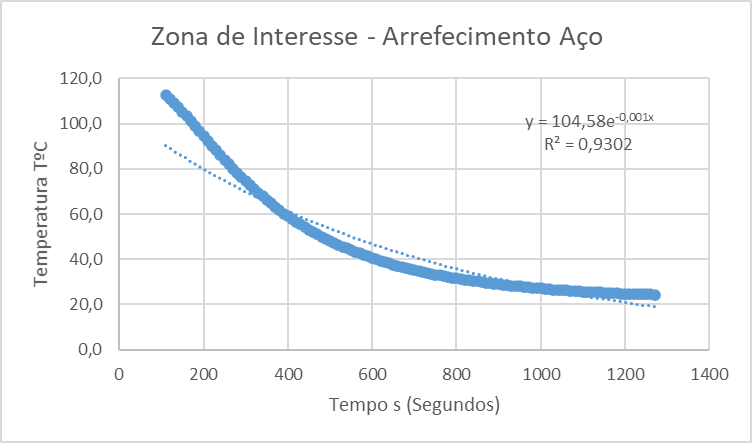 Zona de Interesse - Arrefecimento Aço
120,0
100,0
80,0
60,0
40,0
20,0
0,0
Temperatura TºC
y = 104,58e^-0,001x
R² = 0,9302
0 200 400 600 800 1000 1200 1400
Tempo s (Segundos)